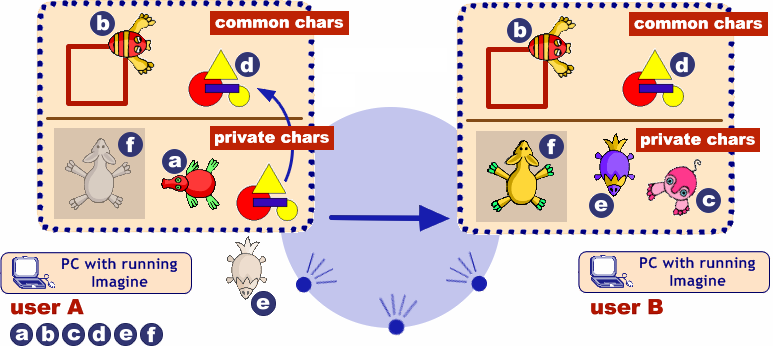 common chars
b
d
private chars
f
a
PC with running
Imagine
e
user A
a b c d e f
common chars
b
d
private chars
f
e
c
PC with running
Imagine
user B